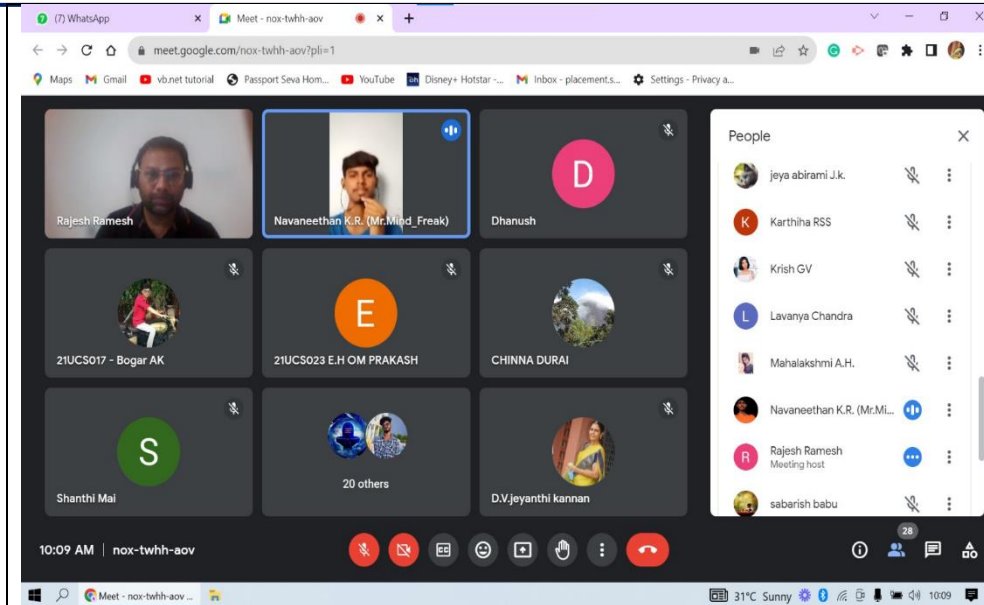 (7) WhatsApp
Meet - nox-twhh-aov
meet.google.com/nox-twhh-aov?pli=1
Maps
Gmail
vb.net tutorial
Passport Seva Hom...
YouTube
Disney+ Hotstar -...
Inbox - placement.s...
Settings - Privacy a...
Rajesh Ramesh
Navaneethan K.R. (Mr.Mind_Freak)
D
Dhanush
21UCS017 - Bogar AK
E
21UCS023 E.H OM PRAKASH
CHINNA DURAI
S
Shanthi Mai
20 others
D.V.jeyanthi kannan
People
jeya abirami J.k.
K
Karthiha RSS
Krish GV
L
Lavanya Chandra
Mahalakshmi A.H.
Navaneethan K.R. (Mr.Mi...
R
Rajesh Ramesh
Meeting host
sabarish babu
10:09 AM | nox-twhh-aov
CC
28
Meet - nox-twhh-aov ...
31°C Sunny
10:09